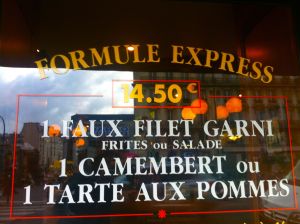 FORMULE EXPRESS
14.50€
1 FAUX FILET GARNI
FRITES ou SALADE
1 CAMEMBERT ou
1 TARTE AUX POMMES